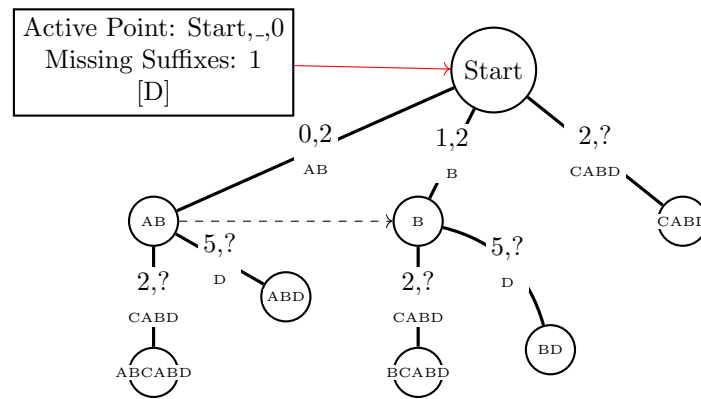 Active Point: Start,_,0
Missing Suffixes: 1
[D]
Start
0,2
AB
1,2
B
2,?
CABD
AB
B
CABD
5,?
D
5,?
D
2,?
CABD
2,?
CABD
ABD
BD
ABCABD
BCABD